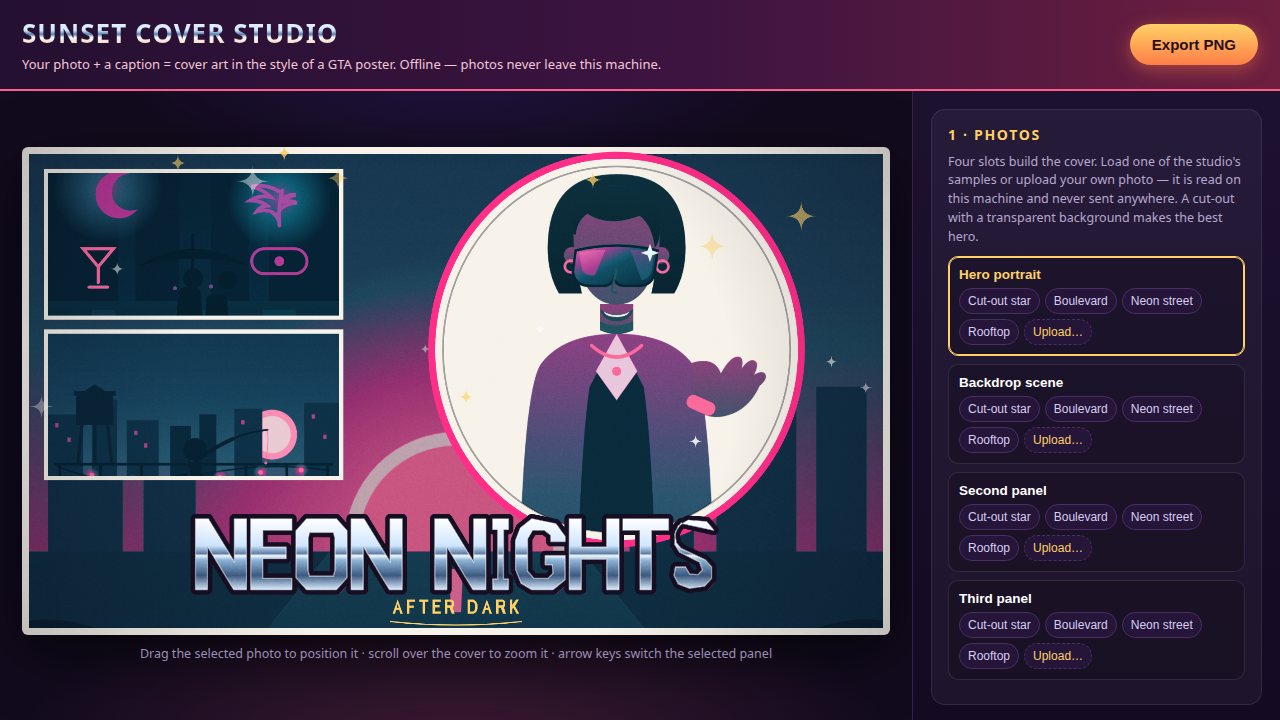 SUNSET COVER STUDIO
Your photo + a caption = cover art in the style of a GTA poster. Offline — photos never leave this machine.
Export PNG
NEON NIGHTS
AFTER DARK
Drag the selected photo to position it · scroll over the cover to zoom it · arrow keys switch the selected panel
1 · PHOTOS
Four slots build the cover. Load one of the studio's
samples or upload your own photo — it is read on
this machine and never sent anywhere. A cut-out
with a transparent background makes the best
hero.
Hero portrait
Cut-out star Boulevard Neon street
Rooftop Upload…
Backdrop scene
Cut-out star Boulevard Neon street
Rooftop Upload…
Second panel
Cut-out star Boulevard Neon street
Rooftop Upload…
Third panel
Cut-out star Boulevard Neon street
Rooftop Upload…